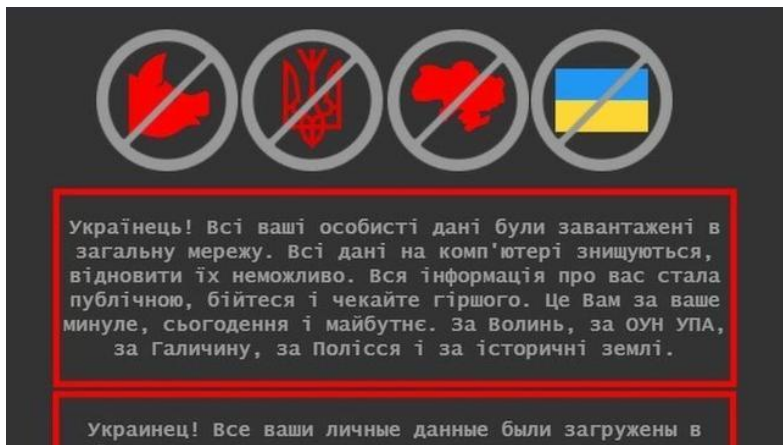 Українець! Всі ваші особисті дані були завантажені в
загальну мережу. Всі дані на комп'ютері знищуються,
відновити їх неможливо. Вся інформація про вас стала
публічною, бійтеся і чекайте гіршого. Це Вам за ваше
минуле, сьогодення і майбутнє. За Волинь, за ОУН УПА,
за Галичину, за Полісся і за історичні землі.
Украинец! Все ваши личные данные были загружены в